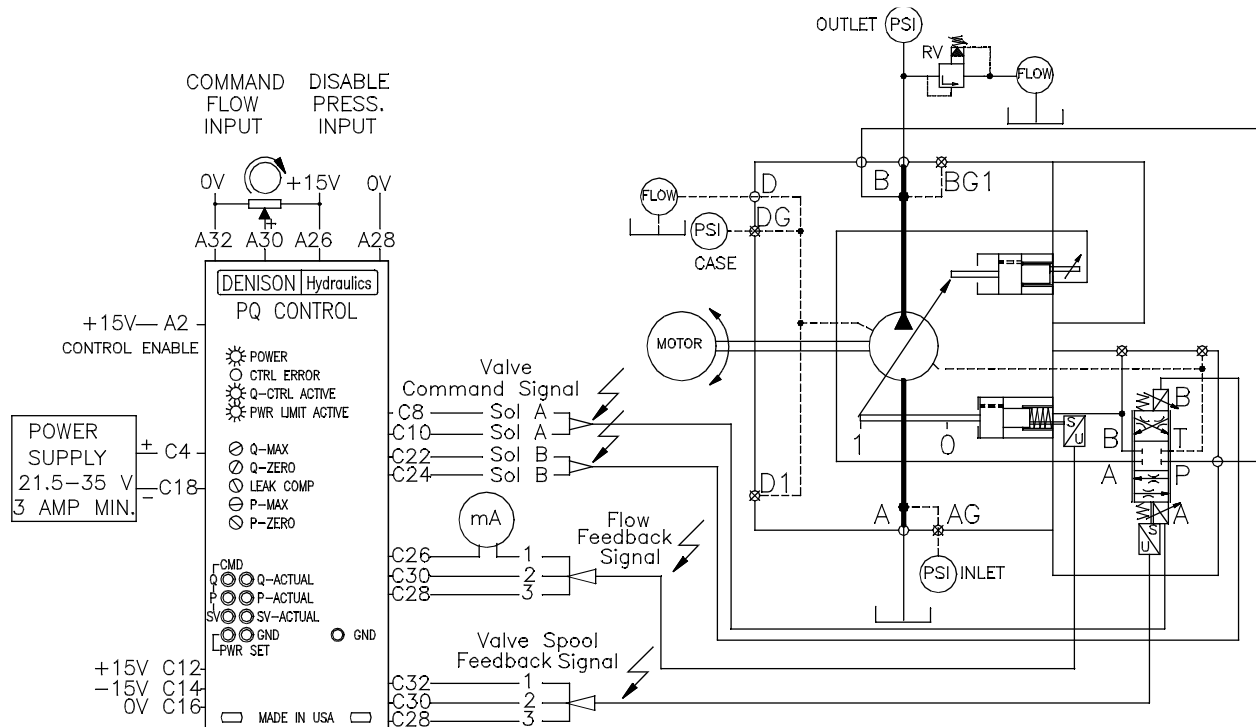 OUTLET PSI
RV
FLOW
COMMAND FLOW INPUT
DISABLE PRESS. INPUT
0V
+15V
0V
+
A32 A30 A26 A28
DENISON Hydraulics
PQ CONTROL
+15V A2
CONTROL ENABLE
POWER
CTRL ERROR
Q-CTRL ACTIVE
PWR LIMIT ACTIVE
POWER
SUPPLY
21.5-35 V
3 AMP MIN.
+ C4
- C18
Q-MAX
Q-ZERO
LEAK COMP
P-MAX
P-ZERO
CMD
Q Q-ACTUAL
P P-ACTUAL
SV SV-ACTUAL
GND
GND
PWR SET
+15V C12
-15V C14
0V C16
MADE IN USA
Valve
Command Signal
C8 Sol A
C10 Sol A
C22 Sol B
C24 Sol B
mA
Flow
Feedback
Signal
C26 1
C30 2
C28 3
Valve Spool
Feedback Signal
C32 1
C30 2
C28 3
FLOW
D
DG
PSI
CASE
B
BG1
MOTOR
1 0
S
U
D1
A
AG
PSI INLET
B
B T
A P
A
S
U